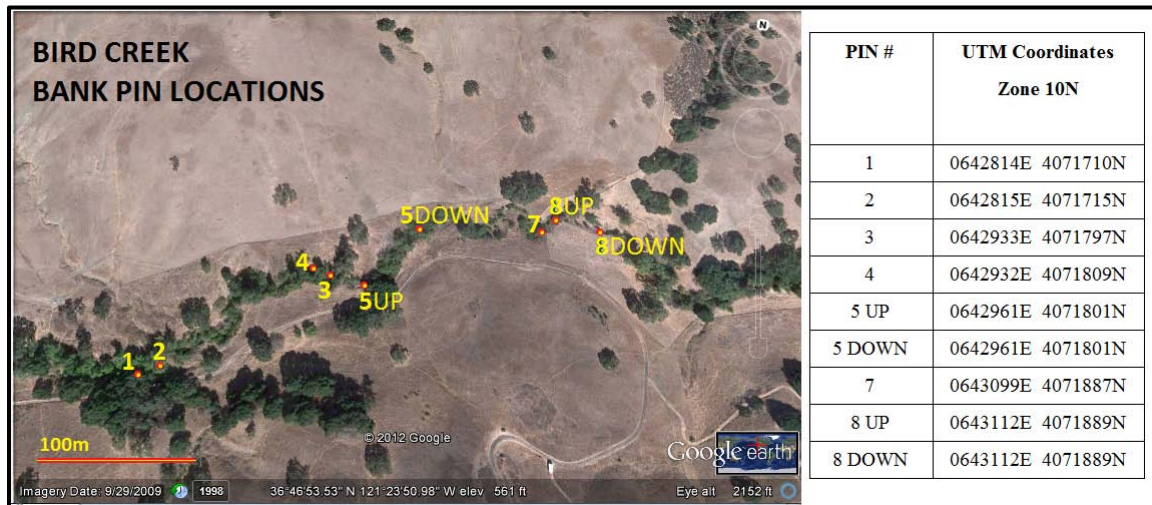 BIRD CREEK
BANK PIN LOCATIONS
N
5DOWN
8UP
7
8DOWN
4
3
5UP
2
1
100m
© 2012 Google
Google earth
Imagery Date: 9/29/2009 1998 36°46'53.53" N 121°23'50.98" W elev 561 ft Eye alt 2152 ft
PIN # UTM Coordinates
Zone 10N
1 0642814E 4071710N
2 0642815E 4071715N
3 0642933E 4071797N
4 0642932E 4071809N
5 UP 0642961E 4071801N
5 DOWN 0642961E 4071801N
7 0643099E 4071887N
8 UP 0643112E 4071889N
8 DOWN 0643112E 4071889N